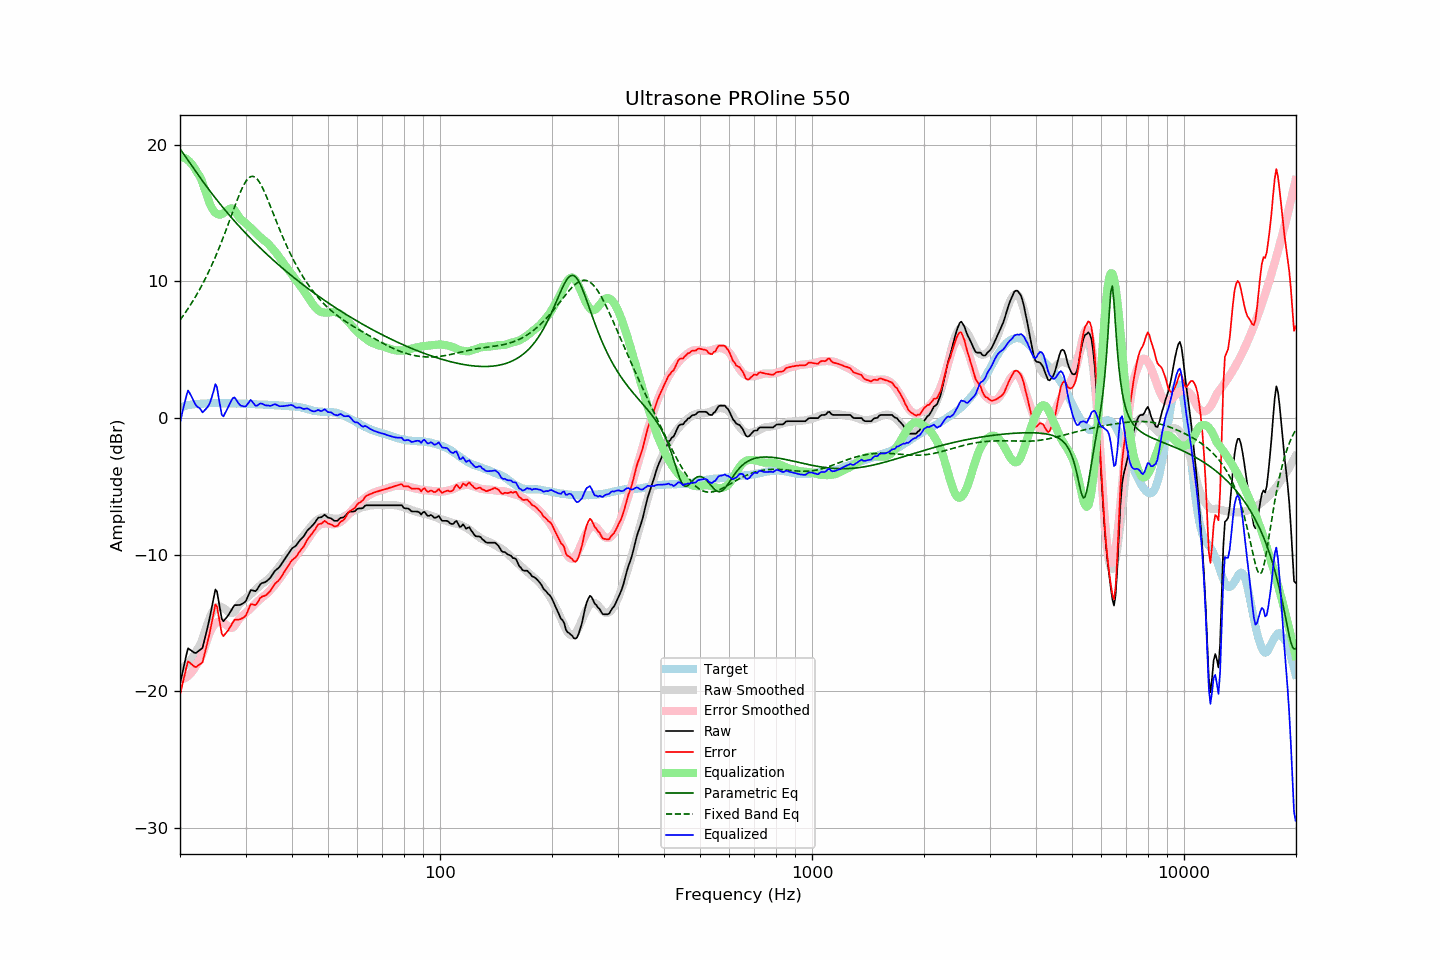 Ultrasone PROline 550
Amplitude (dBr)
20
10
0
−10
−20
−30
Target
Raw Smoothed
Error Smoothed
Raw
Error
Equalization
Parametric Eq
Fixed Band Eq
Equalized
100
1000
10000
Frequency (Hz)